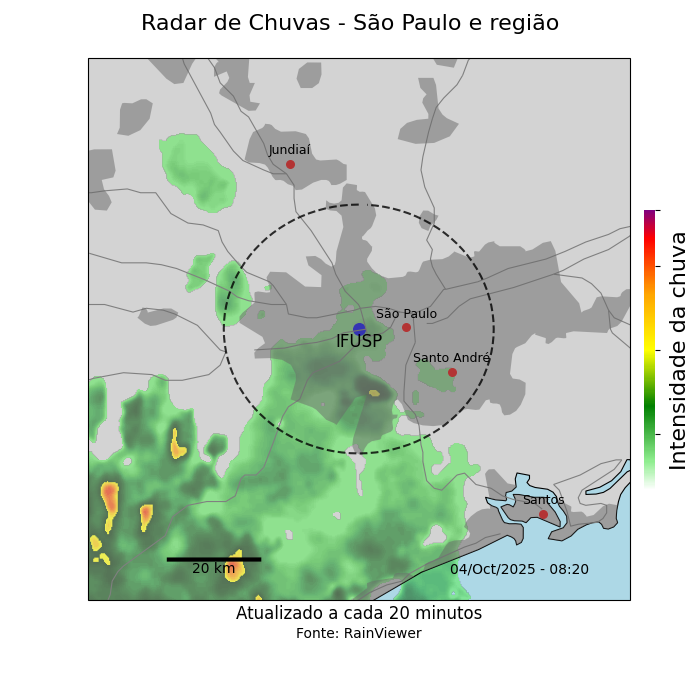 Radar de Chuvas - São Paulo e região
Jundiaí
São Paulo
IFUSP
Santo André
Santos
20 km
04/Oct/2025 - 08:20
Intensidade da chuva
Atualizado a cada 20 minutos
Fonte: RainViewer